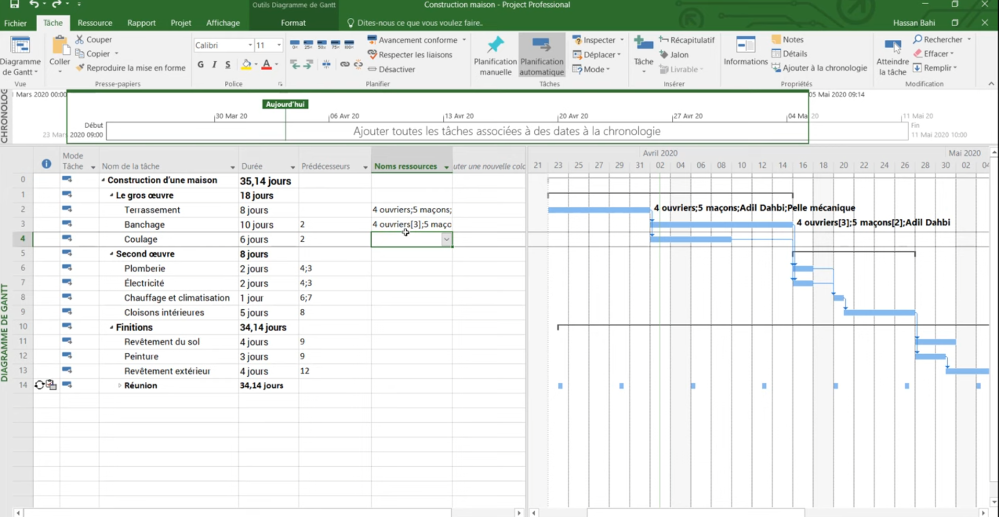 Outils Diagramme de Gantt
Construction maison - Project Professional
Fichier Tâche Ressource Rapport Projet Affichage Format Dites-nous ce que vous voulez faire..
Hassan Bahi
Diagramme de Gantt
Vue
Coller
Couper
Copier
Reproduire la mise en forme
Presse-papiers
Calibri 11
G I S
Police
0% 25% 50% 75% 100%
Avancement conforme
Respecter les liaisons
Désactiver
Planifier
Planification manuelle
Planification automatique
Inspecter
Déplacer
Mode
Tâches
Tâche
Récapitulatif
Jalon
Livrable
Insérer
Informations
Notes
Détails
Ajouter à la chronologie
Propriétés
Atteindre la tâche
Rechercher
Effacer
Remplir
Modification
CHRONOLOG
Mars 2020 00:00
05 Mai 2020 09:14
Aujourd'hui
30 Mar 20 06 Avr 20 13 Avr 20 20 Avr 20 27 Avr 20 04 Mai 20 11 Mai 20
Début
23 Mars 2020 09:00
Ajouter toutes les tâches associées à des dates à la chronologie
Fin
11 Mai 2020 10:00
DIAGRAMME DE GANTT
Mode Tâche Nom de la tâche Durée Prédécesseurs Noms ressources uter une nouvelle colo
Avril 2020 Mai 2020
21 23 25 27 29 31 02 04 06 08 10 12 14 16 18 20 22 24 26 28 30 02 04
0 Construction d'une maison 35,14 jours
1 Le gros œuvre 18 jours
2 Terrassement 8 jours 4 ouvriers;5 maçons; 4 ouvriers;5 maçons;Adil Dahbi;Pelle mécanique
3 Banchage 10 jours 2 4 ouvriers[3];5 maço 4 ouvriers[3];5 maçons[2];Adil Dahbi
4 Coulage 6 jours 2
5 Second œuvre 8 jours
6 Plomberie 2 jours 4;3
7 Électricité 2 jours 4;3
8 Chauffage et climatisation 1 jour 6;7
9 Cloisons intérieures 5 jours 8
10 Finitions 34,14 jours
11 Revêtement du sol 4 jours 9
12 Peinture 3 jours 9
13 Revêtement extérieur 4 jours 12
14 Réunion 34,14 jours